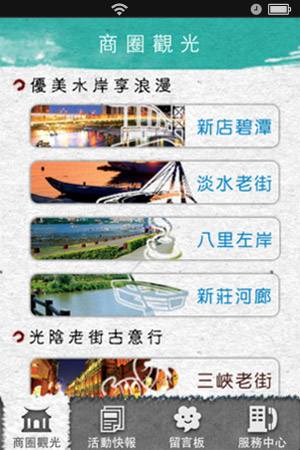 商圈觀光
優美水岸享浪漫
新店碧潭
淡水老街
八里左岸
新莊河廊
光陰老街古意行
三峽老街
商圈觀光
活動快報
留言板
服務中心